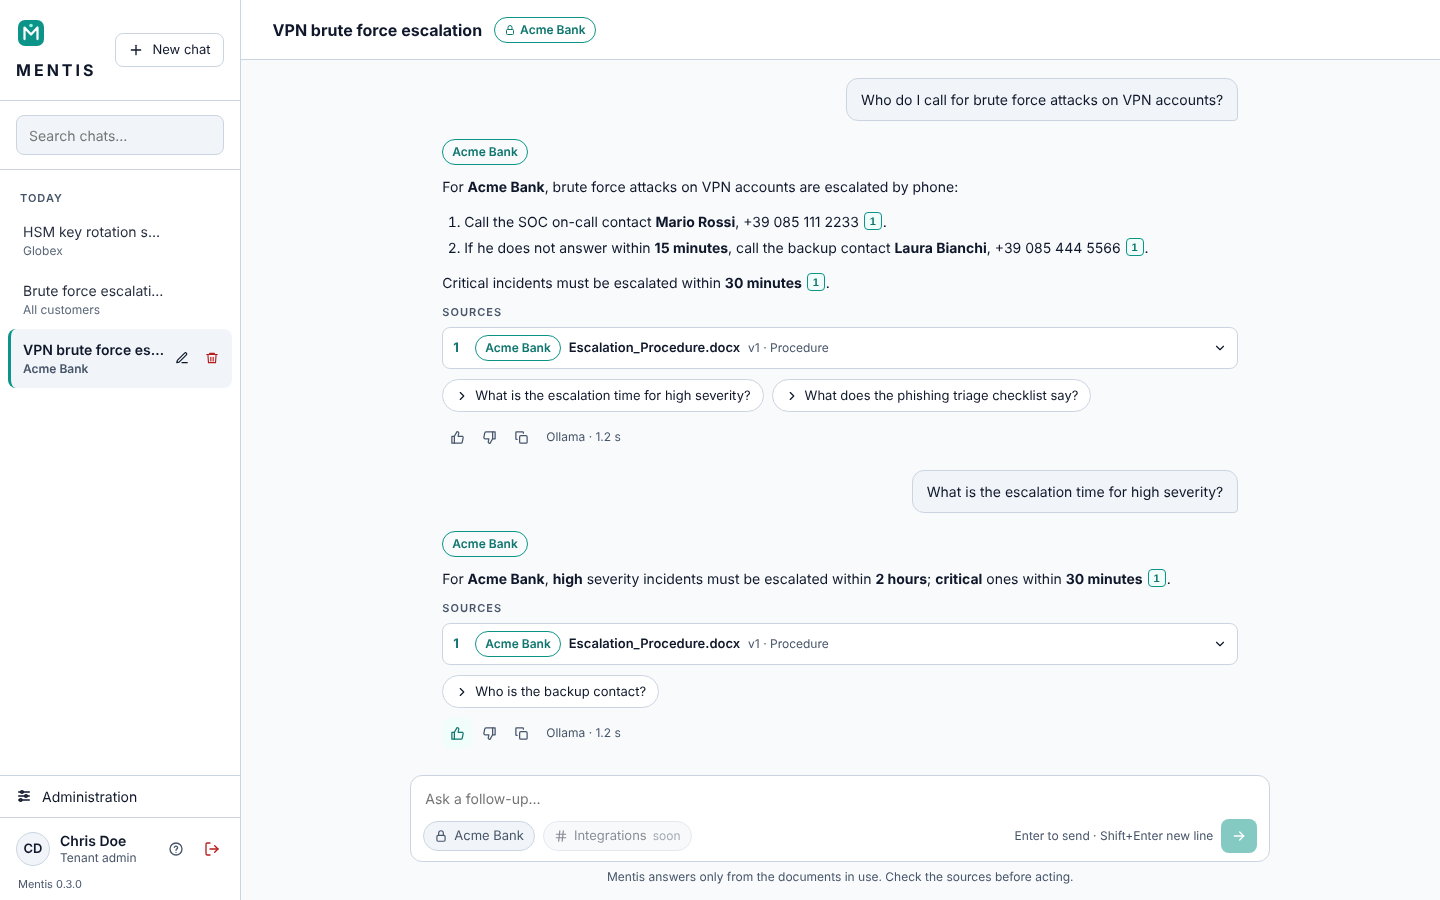 MENTIS
New chat
Search chats...
TODAY
HSM key rotation s...
Globex
Brute force escalati...
All customers
VPN brute force es...
Acme Bank
Administration
CD
Chris Doe
Tenant admin
Mentis 0.3.0
VPN brute force escalation
Acme Bank
Who do I call for brute force attacks on VPN accounts?
Acme Bank
For Acme Bank, brute force attacks on VPN accounts are escalated by phone:
1. Call the SOC on-call contact Mario Rossi, +39 085 111 2233 1.
2. If he does not answer within 15 minutes, call the backup contact Laura Bianchi, +39 085 444 5566 1.
Critical incidents must be escalated within 30 minutes 1.
SOURCES
1 Acme Bank Escalation_Procedure.docx v1 · Procedure
What is the escalation time for high severity? What does the phishing triage checklist say?
Ollama · 1.2 s
What is the escalation time for high severity?
Acme Bank
For Acme Bank, high severity incidents must be escalated within 2 hours; critical ones within 30 minutes 1.
SOURCES
1 Acme Bank Escalation_Procedure.docx v1 · Procedure
Who is the backup contact?
Ollama · 1.2 s
Ask a follow-up...
Acme Bank # Integrations soon Enter to send · Shift+Enter new line
Mentis answers only from the documents in use. Check the sources before acting.